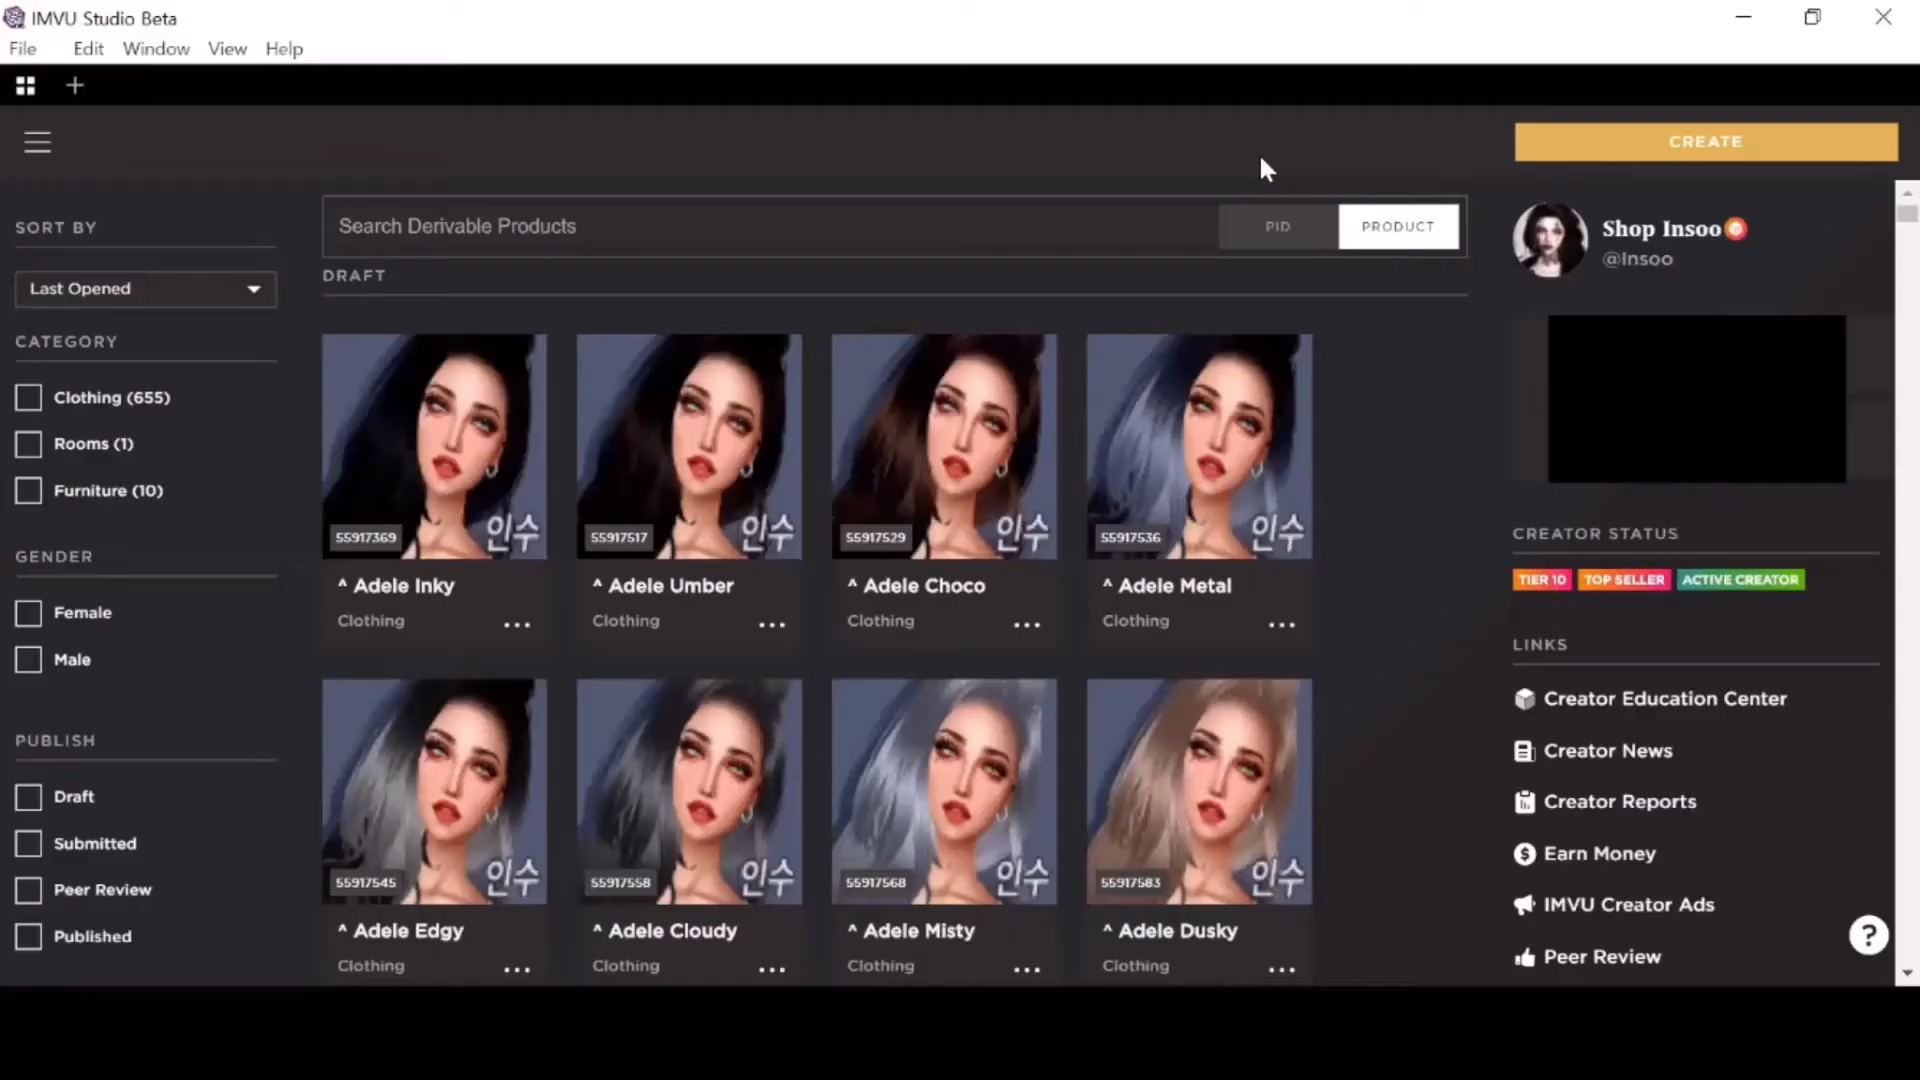 IMVU Studio Beta
File Edit Window View Help
CREATE
SORT BY
Last Opened
CATEGORY
Clothing (655)
Rooms (1)
Furniture (10)
GENDER
Female
Male
PUBLISH
Draft
Submitted
Peer Review
Published
Search Derivable Products
PID
PRODUCT
DRAFT
55917369 인수
55917517 인수
55917529 인수
55917536 인수
^ Adele Inky
^ Adele Umber
^ Adele Choco
^ Adele Metal
Clothing
Clothing
Clothing
Clothing
55917545 인수
55917558 인수
55917568 인수
55917583 인수
^ Adele Edgy
^ Adele Cloudy
^ Adele Misty
^ Adele Dusky
Clothing
Clothing
Clothing
Clothing
Shop Insoo
@Insoo
CREATOR STATUS
TIER 10 TOP SELLER ACTIVE CREATOR
LINKS
Creator Education Center
Creator News
Creator Reports
Earn Money
IMVU Creator Ads
Peer Review
?